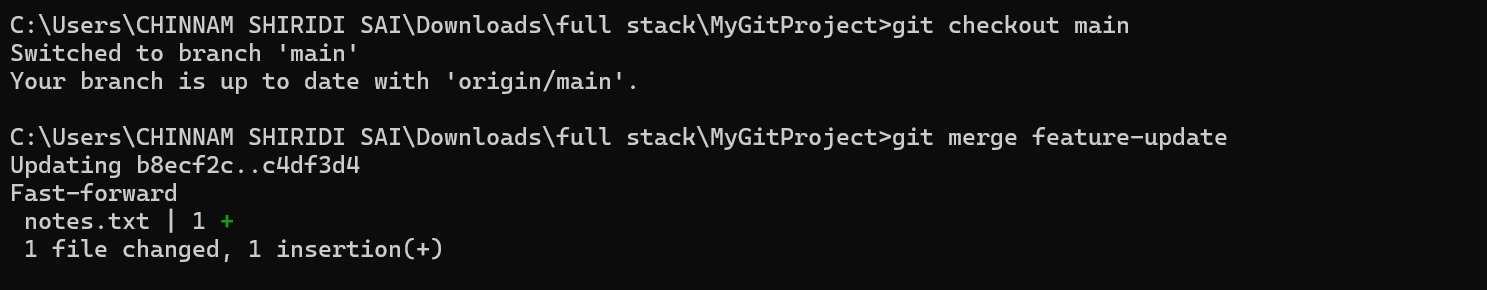 C:\Users\CHINNAM SHIRIDI SAI\Downloads\full stack\MyGitProject>git checkout main
Switched to branch 'main'
Your branch is up to date with 'origin/main'.
C:\Users\CHINNAM SHIRIDI SAI\Downloads\full stack\MyGitProject>git merge feature-update
Updating b8ecf2c..c4df3d4
Fast-forward
 notes.txt | 1 +
 1 file changed, 1 insertion(+)